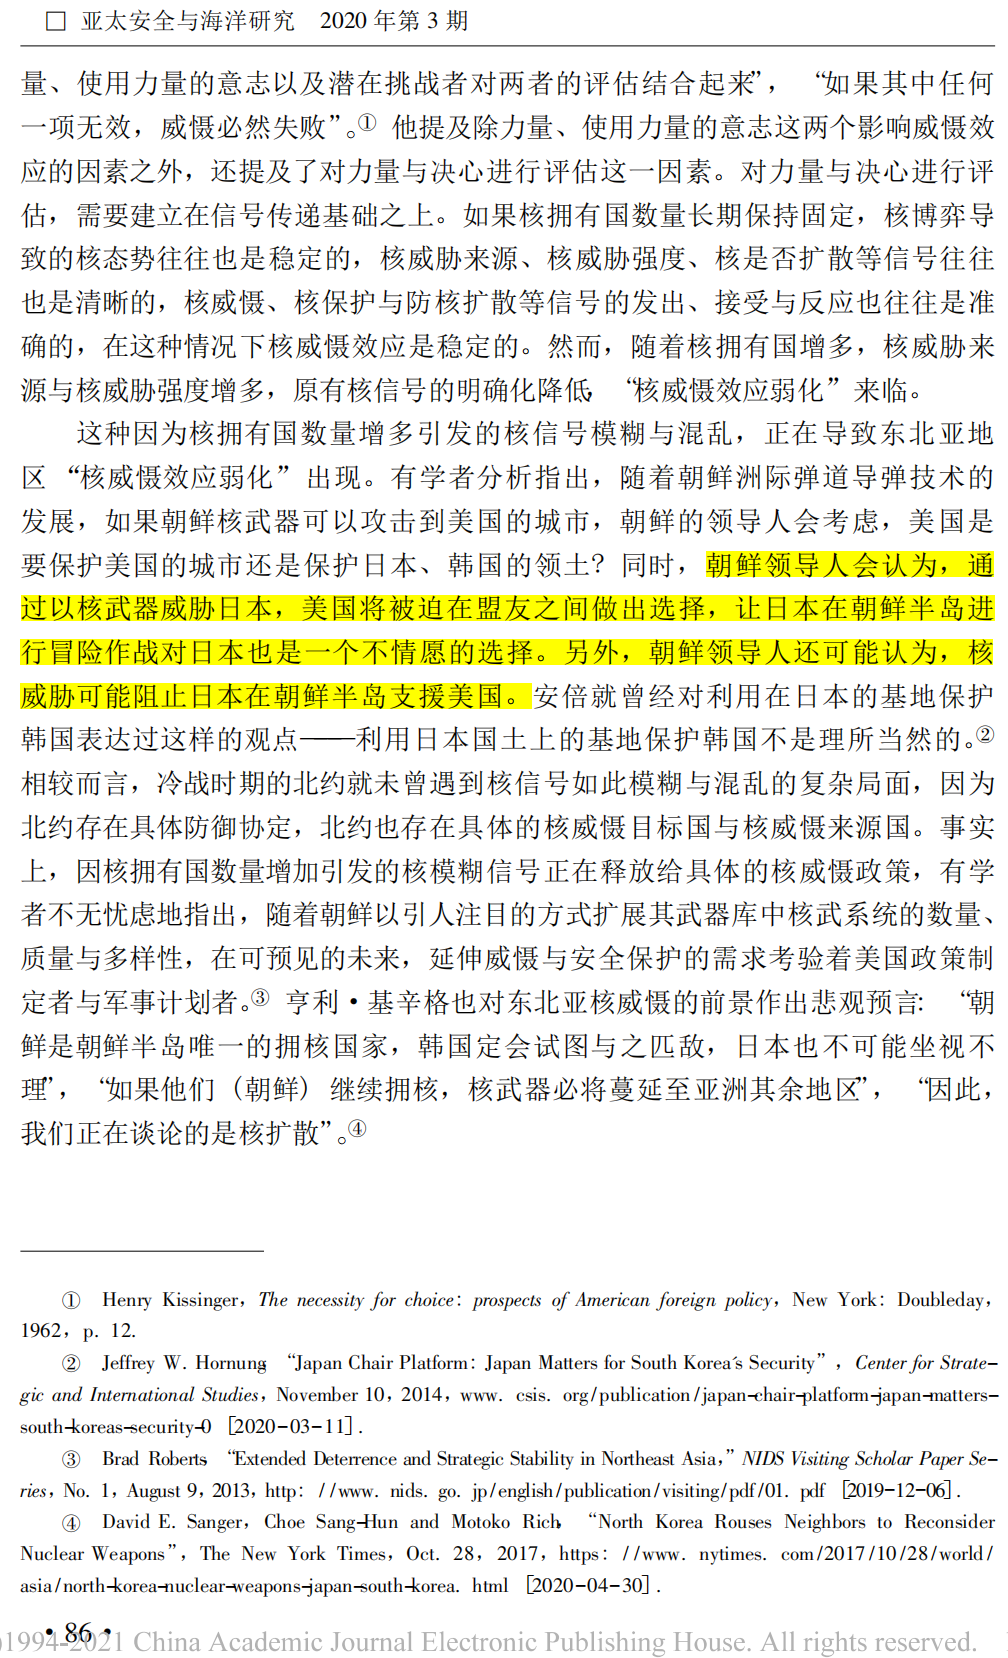 □ 亚太安全与海洋研究 2020 年第 3 期
量、使用力量的意志以及潜在挑战者对两者的评估结合起来”，“如果其中任何
一项无效，威慑必然失败”。① 他提及除力量、使用力量的意志这两个影响威慑效
应的因素之外，还提及了对力量与决心进行评估这一因素。对力量与决心进行评
估，需要建立在信号传递基础之上。如果核拥有国数量长期保持固定，核博弈导
致的核态势往往也是稳定的，核威胁来源、核威胁强度、核是否扩散等信号往往
也是清晰的，核威慑、核保护与防核扩散等信号的发出、接受与反应也往往是准
确的，在这种情况下核威慑效应是稳定的。然而，随着核拥有国增多，核威胁来
源与核威胁强度增多，原有核信号的明确化降低，“核威慑效应弱化”来临。
这种因为核拥有国数量增多引发的核信号模糊与混乱，正在导致东北亚地
区“核威慑效应弱化”出现。有学者分析指出，随着朝鲜洲际弹道导弹技术的
发展，如果朝鲜核武器可以攻击到美国的城市，朝鲜的领导人会考虑，美国是
要保护美国的城市还是保护日本、韩国的领土？同时，朝鲜领导人会认为，通
过以核武器威胁日本，美国将被迫在盟友之间做出选择，让日本在朝鲜半岛进
行冒险作战对日本也是一个不情愿的选择。另外，朝鲜领导人还可能认为，核
威胁可能阻止日本在朝鲜半岛支援美国。安倍就曾经对利用在日本的基地保护
韩国表达过这样的观点——利用日本国土上的基地保护韩国不是理所当然的。②
相较而言，冷战时期的北约就未曾遇到核信号如此模糊与混乱的复杂局面，因为
北约存在具体防御协定，北约也存在具体的核威慑目标国与核威慑来源国。事实
上，因核拥有国数量增加引发的核模糊信号正在释放给具体的核威慑政策，有学
者不无忧虑地指出，随着朝鲜以引人注目的方式扩展其武器库中核武系统的数量、
质量与多样性，在可预见的未来，延伸威慑与安全保护的需求考验着美国政策制
定者与军事计划者。③ 亨利·基辛格也对东北亚核威慑的前景作出悲观预言：“朝
鲜是朝鲜半岛唯一的拥核国家，韩国定会试图与之匹敌，日本也不可能坐视不
理”，“如果他们（朝鲜）继续拥核，核武器必将蔓延至亚洲其余地区”，“因此，
我们正在谈论的是核扩散”。④
① Henry Kissinger, The necessity for choice: prospects of American foreign policy, New York: Doubleday,
1962, p. 12.
② Jeffrey W. Hornung, “Japan Chair Platform: Japan Matters for South Korea's Security”, Center for Strate-
gic and International Studies, November 10, 2014, www. csis. org/publication/japan-chair-platform-japan-matters-
south-koreas-security-0 [2020-03-11].
③ Brad Roberts, “Extended Deterrence and Strategic Stability in Northeast Asia,” NIDS Visiting Scholar Paper Se-
ries, No. 1, August 9, 2013, http: //www. nids. go. jp/english/publication/visiting/pdf/01. pdf [2019-12-06].
④ David E. Sanger, Choe Sang-Hun and Motoko Rich, “North Korea Rouses Neighbors to Reconsider
Nuclear Weapons”, The New York Times, Oct. 28, 2017, https: //www. nytimes. com/2017/10/28/world/
asia/north-korea-nuclear-weapons-japan-south-korea. html [2020-04-30].
· 86 ·
)1994-2021 China Academic Journal Electronic Publishing House. All rights reserved.